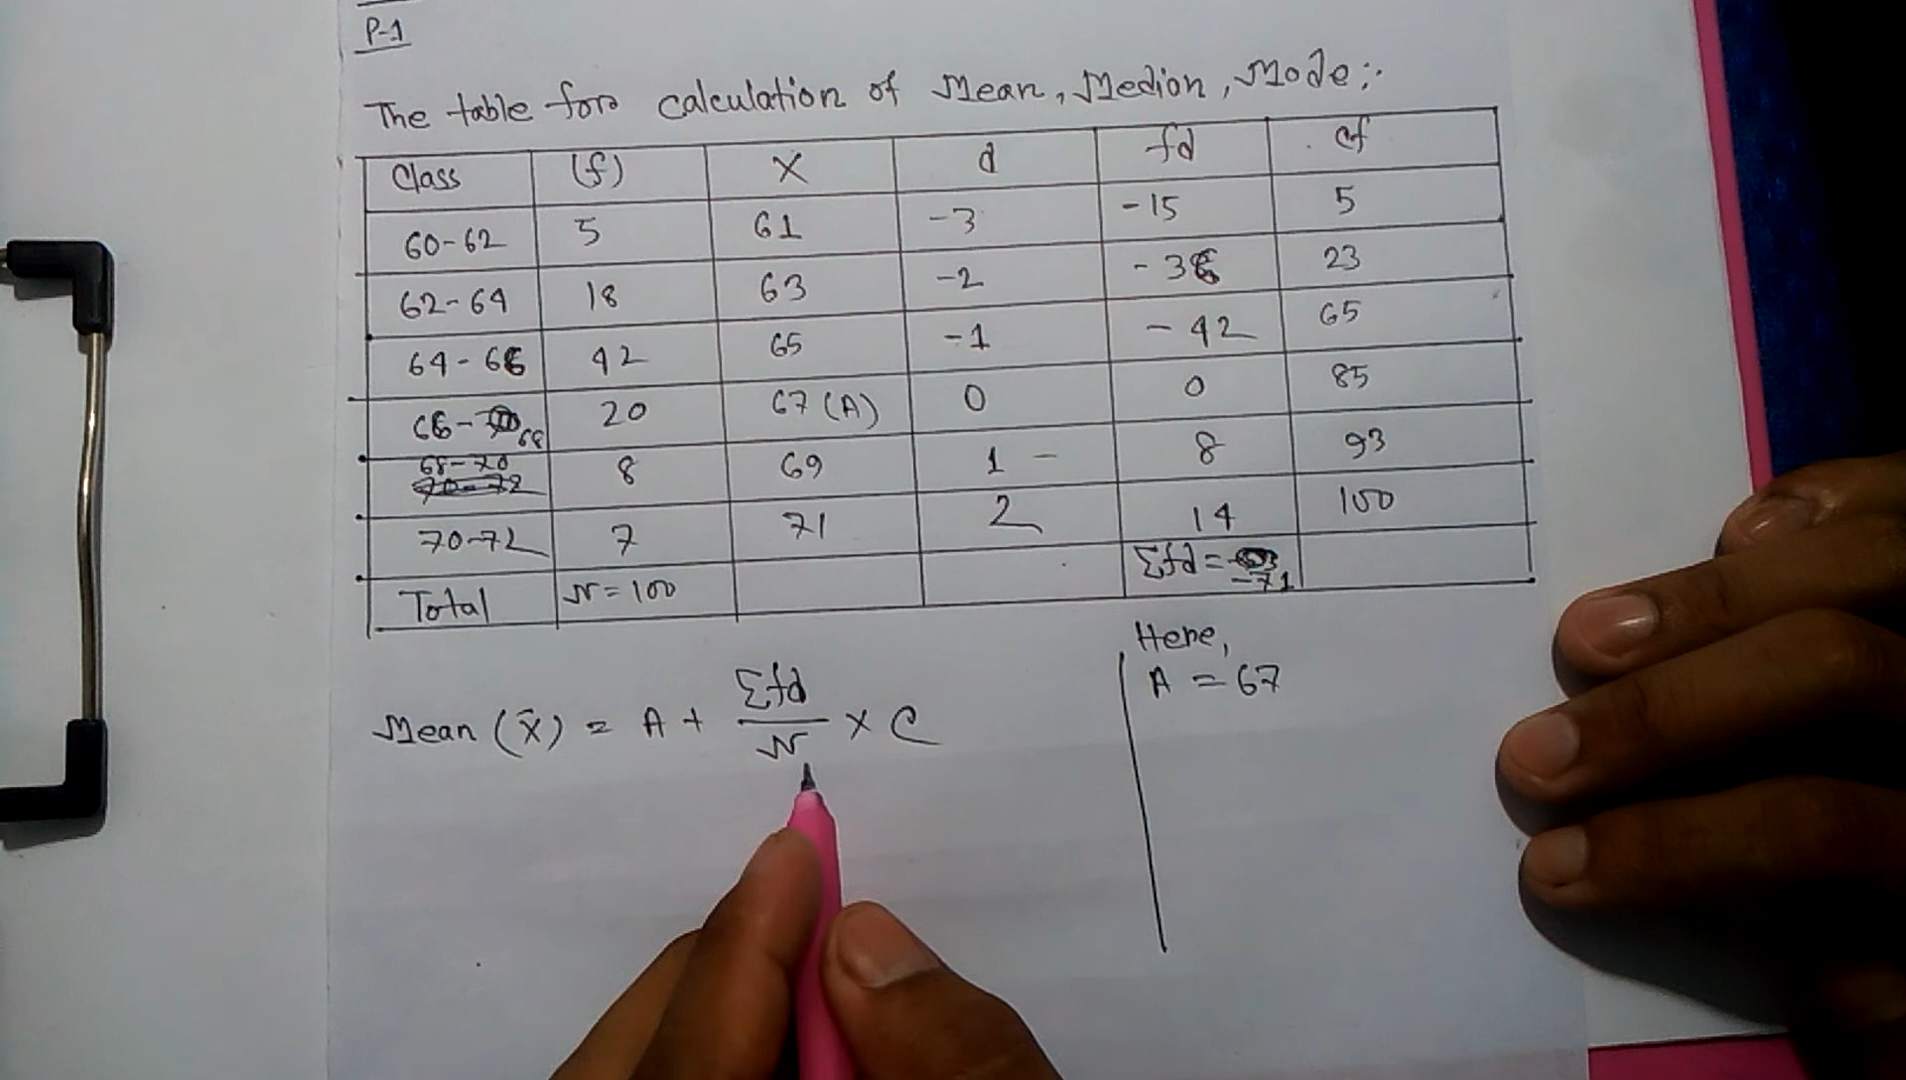 P-1
The table for calculation of Mean, Median, Mode:
Class (f) X d fd cf
60-62 5 61 -3 -15 5
62-64 18 63 -2 -36 23
64-66 42 65 -1 -42 65
66-68 20 67 (A) 0 0 85
68-70 8 69 1 - 8 93
70-72 7 71 2 14 100
Total N = 100 Σfd = -71
Here,
A = 67
Mean (x̄) = A + Σfd / N × C